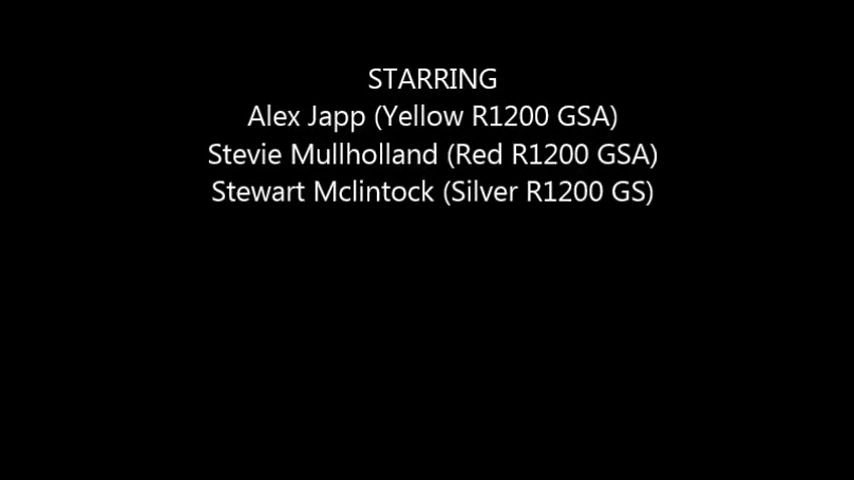 STARRING
Alex Japp (Yellow R1200 GSA)
Stevie Mullholland (Red R1200 GSA)
Stewart Mclintock (Silver R1200 GS)